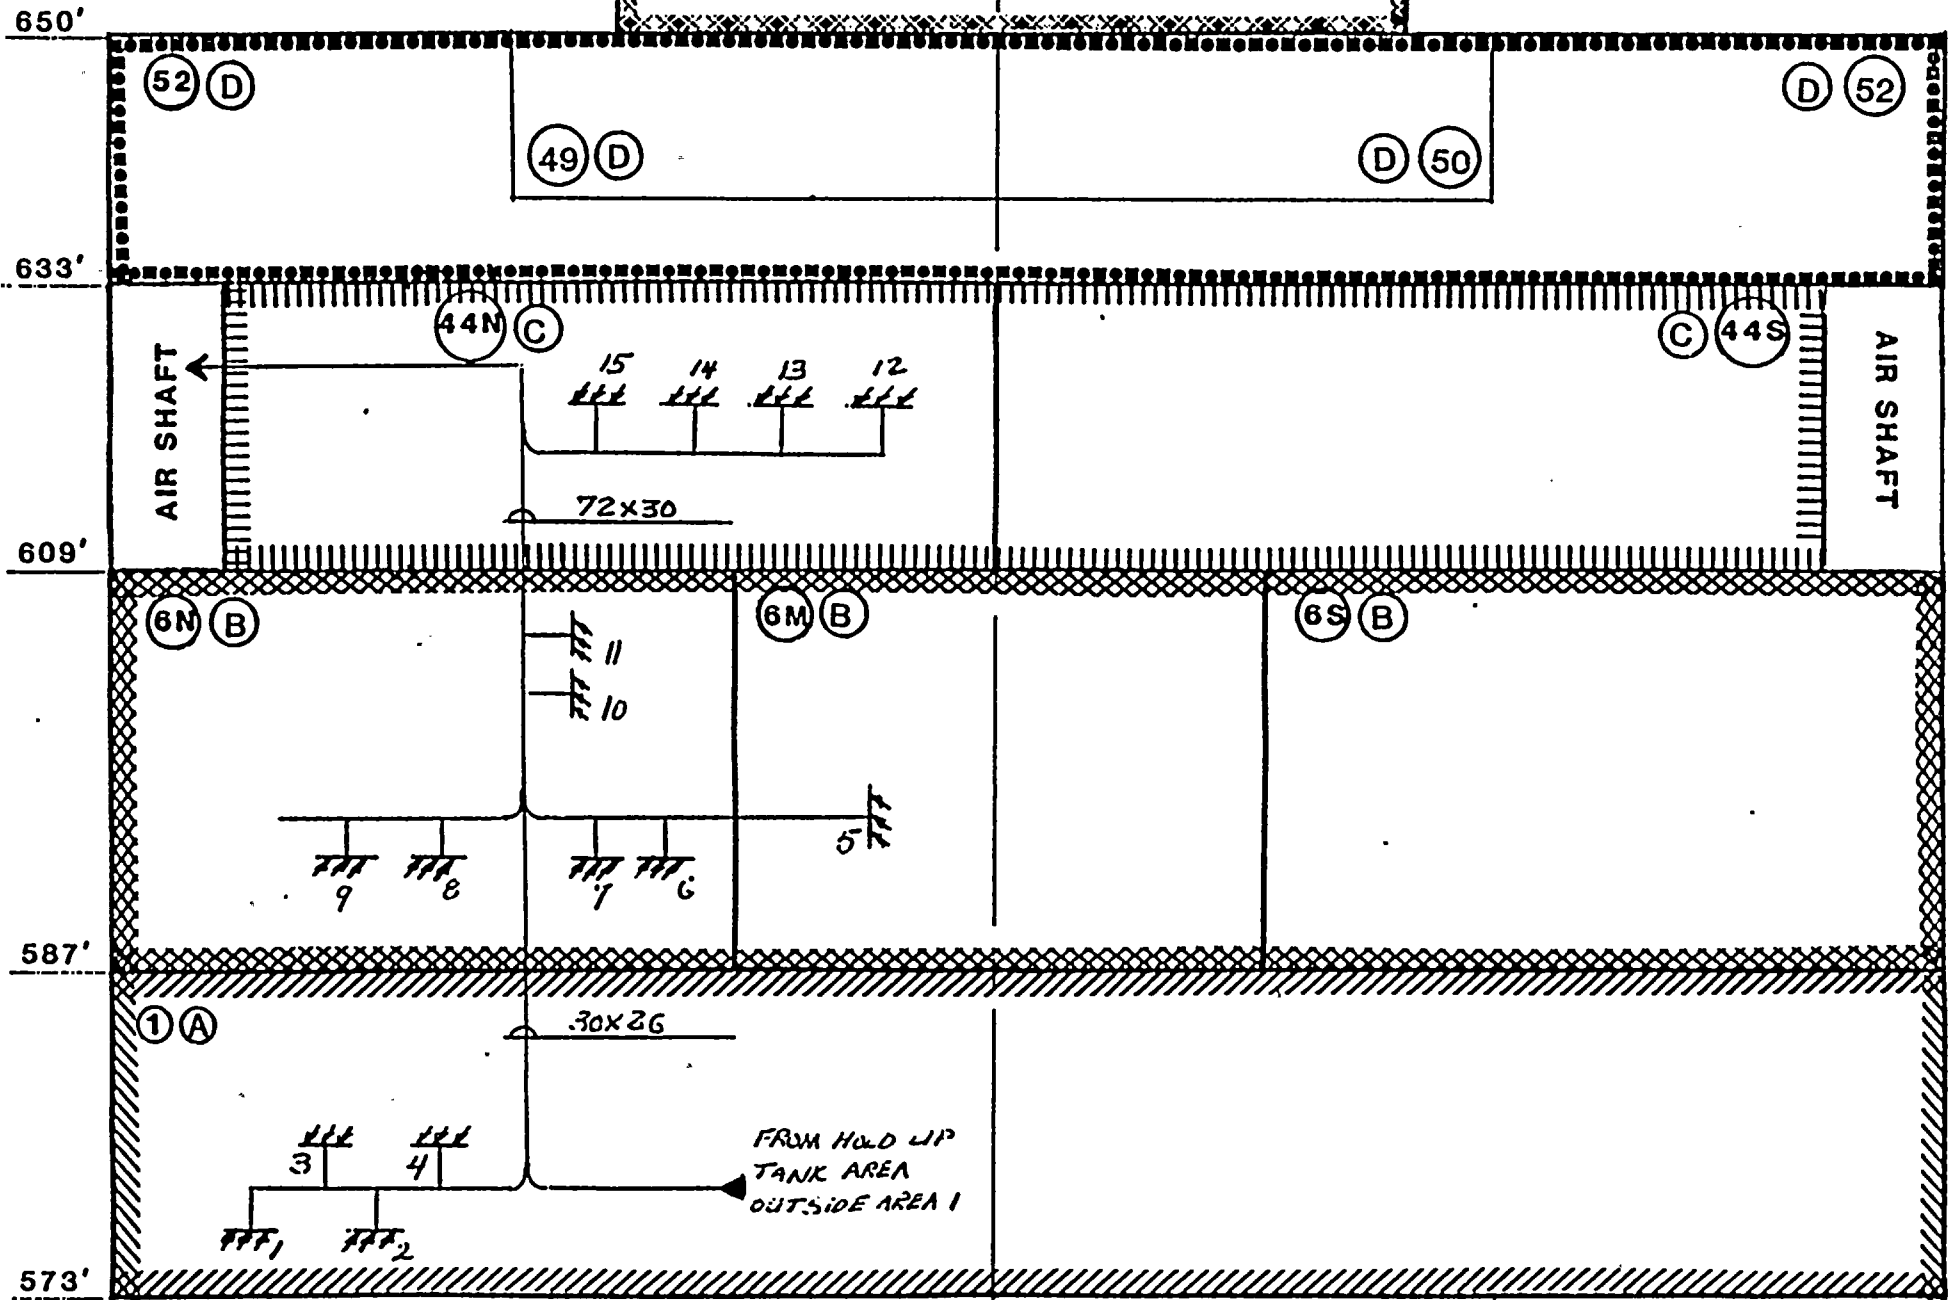 650'
52 D
D 52
49 D
D 50
633'
44N C
C 44S
AIR SHAFT
15 14 13 12
AIR SHAFT
72X30
609'
6N B
6M B
6S B
11
10
5
9 8 7 6
587'
1 A
30X26
3 4
FROM HOLD UP
TANK AREA
OUTSIDE AREA 1
1 2
573'